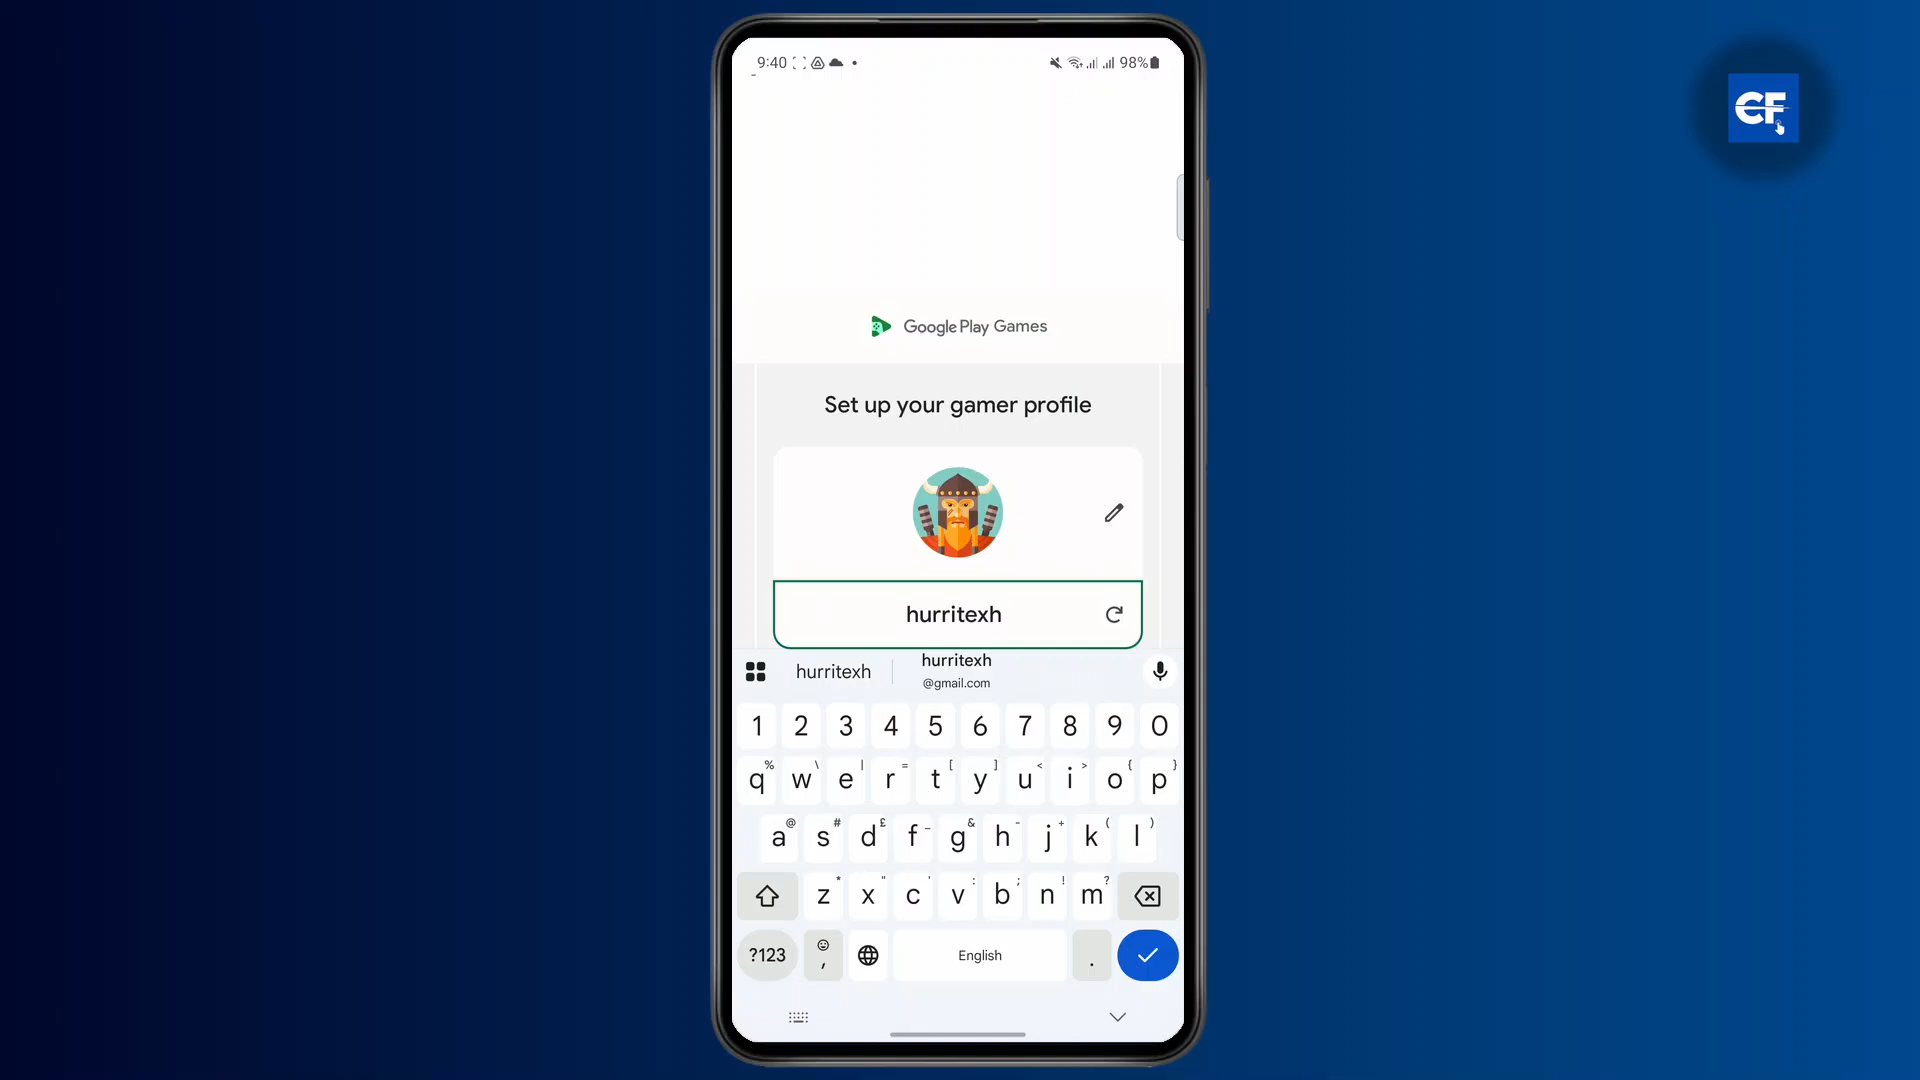 9:40 98%
CF
Google Play Games
Set up your gamer profile
hurritexh
hurritexh hurritexh
@gmail.com
1 2 3 4 5 6 7 8 9 0
% \ | = [ ] < > { }
q w e r t y u i o p
@ # £ _ & - + ( )
a s d f g h j k l
* " ' : ; ! ?
z x c v b n m
?123 , English .